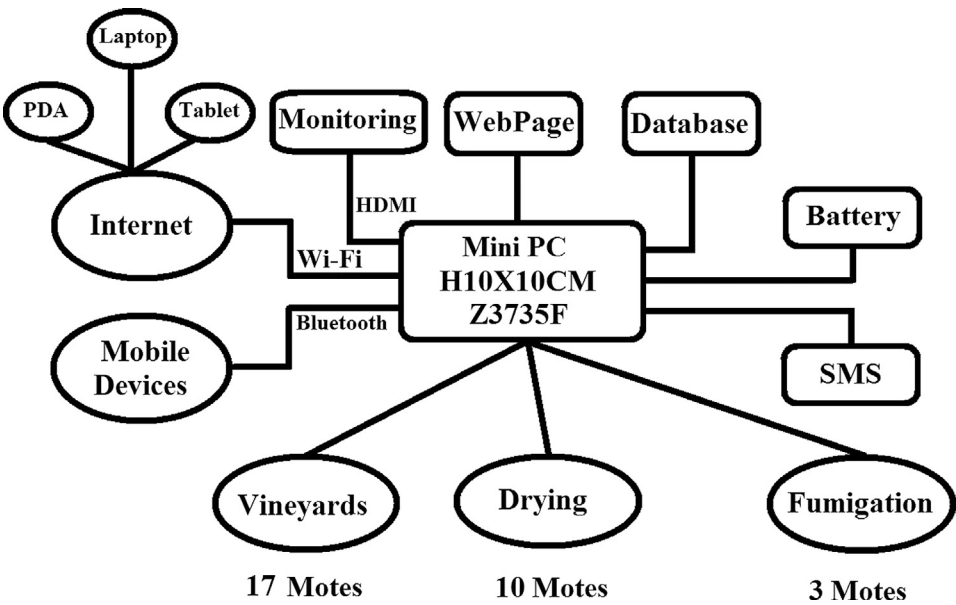 Laptop
PDA
Tablet
Monitoring
WebPage
Database
Internet
HDMI
Battery
Wi-Fi
Mini PC
H10X10CM
Z3735F
Bluetooth
Mobile
Devices
SMS
Vineyards
Drying
Fumigation
17 Motes
10 Motes
3 Motes